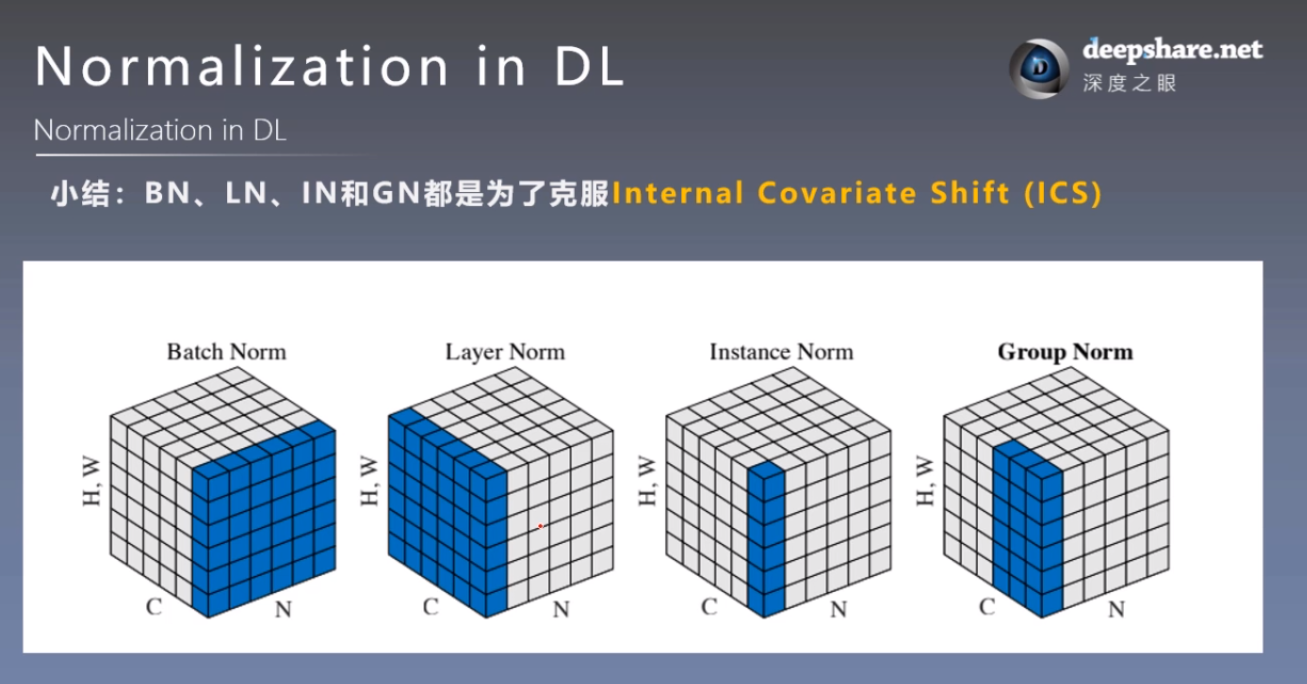 Normalization in DL
deepshare.net
深度之眼
Normalization in DL
小结：BN、LN、IN和GN都是为了克服Internal Covariate Shift (ICS)
Batch Norm
Layer Norm
Instance Norm
Group Norm
H, W
H, W
H, W
H, W
C
N
C
N
C
N
C
N